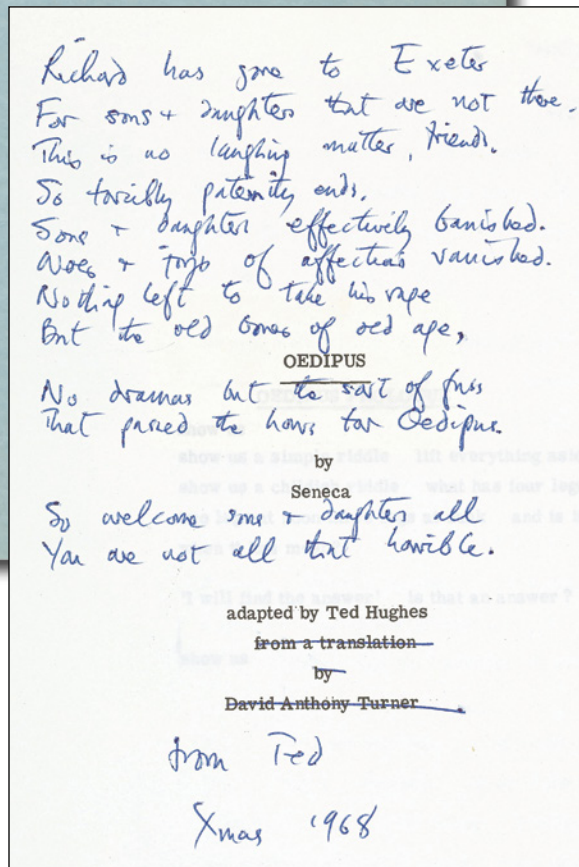 Richard has gone to Exeter
For sons + daughters that are not there.
This is no laughing matter, friends.
So forcibly paternity ends.
Sons + daughters effectively banished.
Woes + joys of affections vanished.
Nothing left to take his rage
But the old bones of old age,
OEDIPUS
No dramas but the sort of fuss
That passed the hours for Oedipus.
by
Seneca
So welcome sons + daughters all
You are not all that horrible.
adapted by Ted Hughes
from a translation
by
David Anthony Turner
from Ted
Xmas 1968